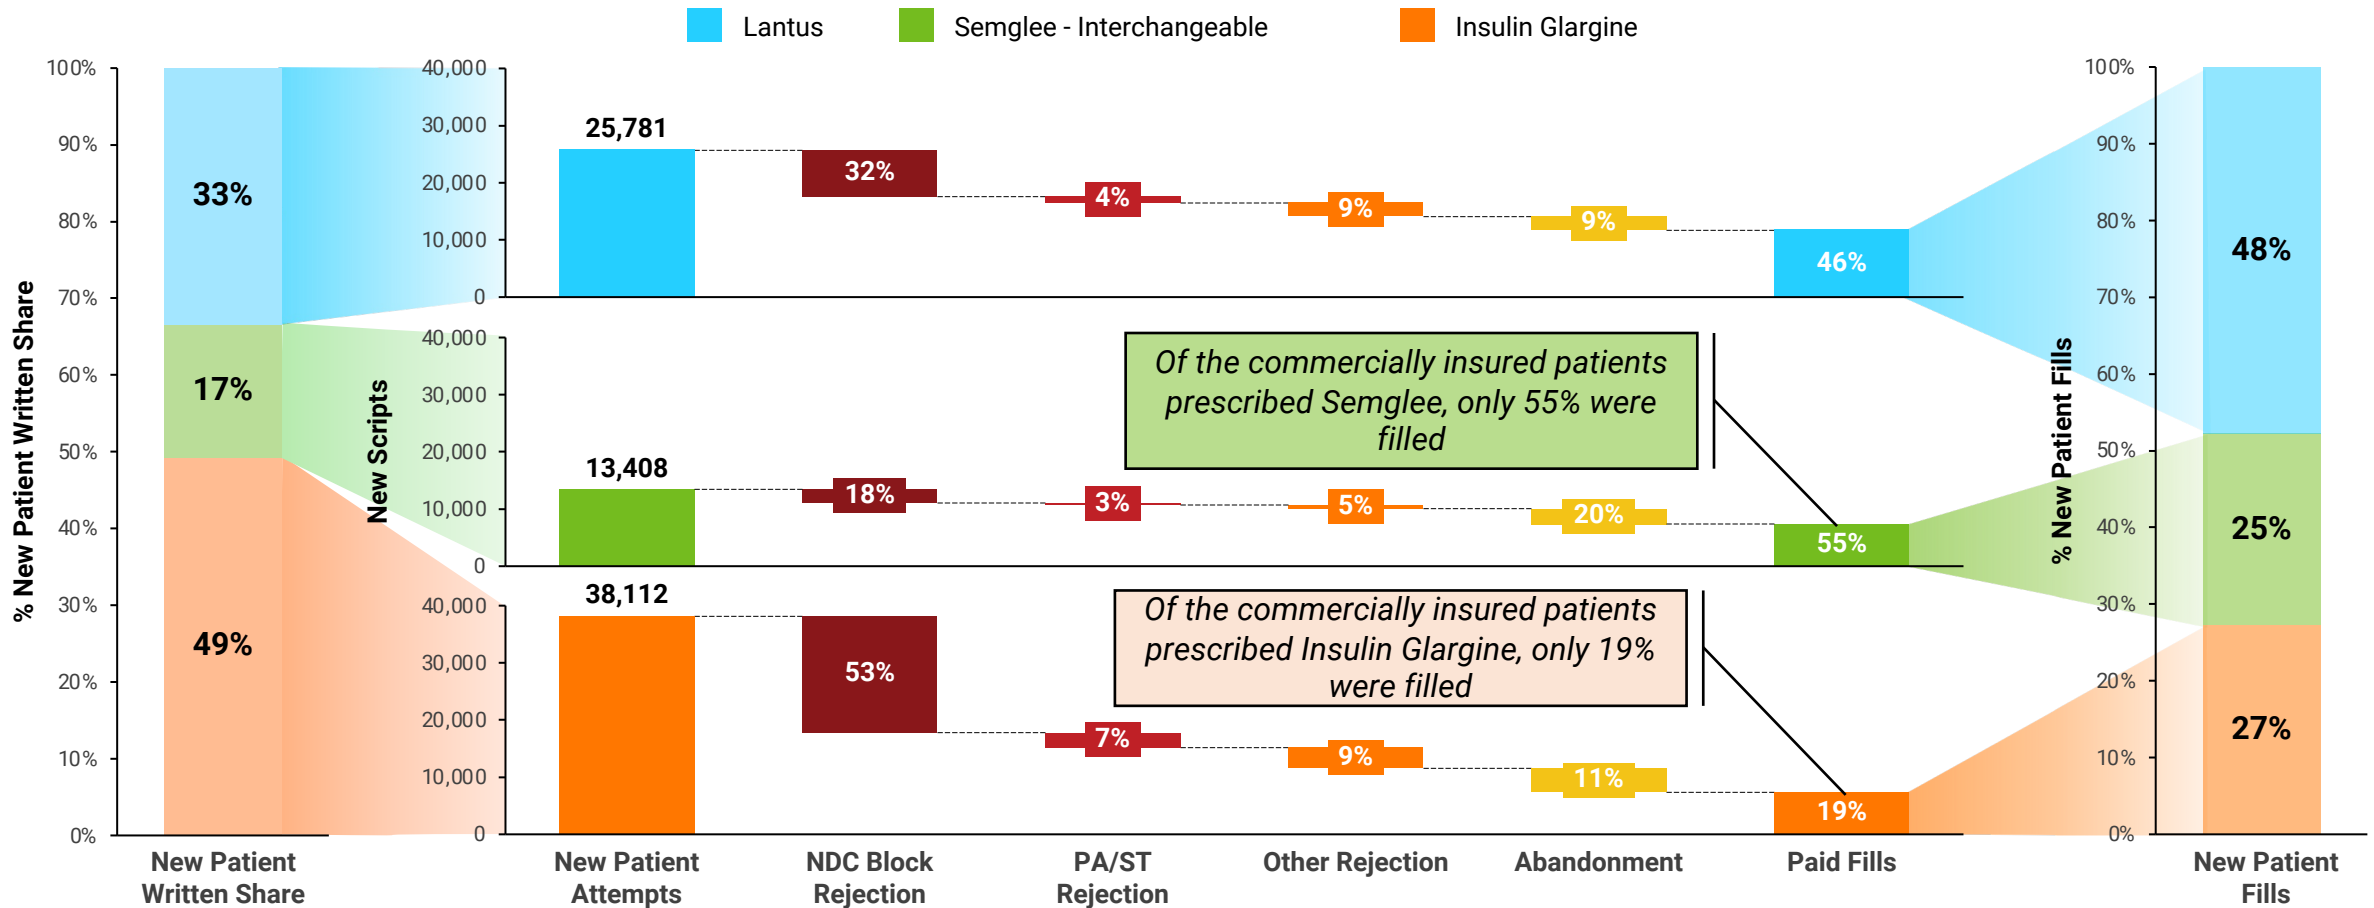 Lantus
Semglee - Interchangeable
Insulin Glargine
% New Patient Written Share
100%
90%
80%
70%
60%
50%
40%
30%
20%
10%
0%
33%
17%
49%
New Patient
Written Share
New Scripts
40,000
30,000
20,000
10,000
0
25,781
32%
4%
9%
9%
46%
40,000
30,000
20,000
10,000
0
13,408
18%
3%
5%
20%
55%
Of the commercially insured patients
prescribed Semglee, only 55% were
filled
40,000
30,000
20,000
10,000
0
38,112
53%
7%
9%
11%
19%
Of the commercially insured patients
prescribed Insulin Glargine, only 19%
were filled
New Patient
Attempts
NDC Block
Rejection
PA/ST
Rejection
Other Rejection
Abandonment
Paid Fills
% New Patient Fills
100%
90%
80%
70%
60%
50%
40%
30%
20%
10%
0%
48%
25%
27%
New Patient
Fills